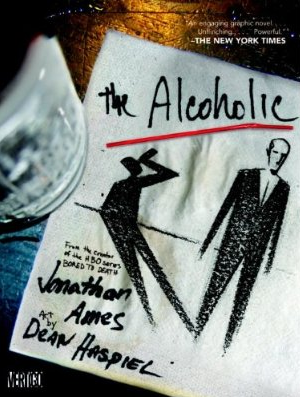 "An engaging graphic novel...
Unflinching. . . . Powerful."
–THE NEW YORK TIMES
the Alcoholic
From the creator
of the HBO series
BORED TO DEATH
Jonathan
Ames
Art
by
DEAN HASPIEL
VERTIGO